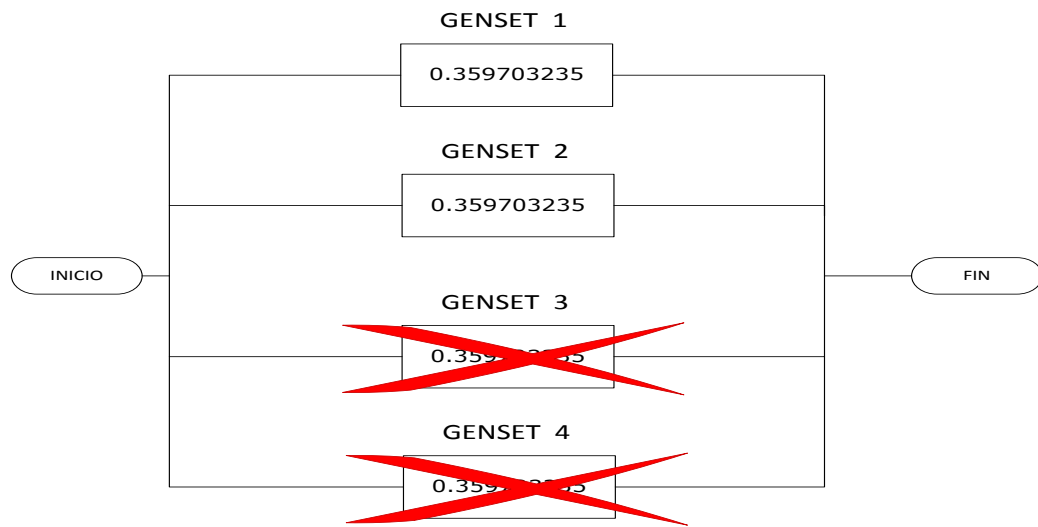 GENSET 1
0.359703235
GENSET 2
0.359703235
INICIO
FIN
GENSET 3
GENSET 4